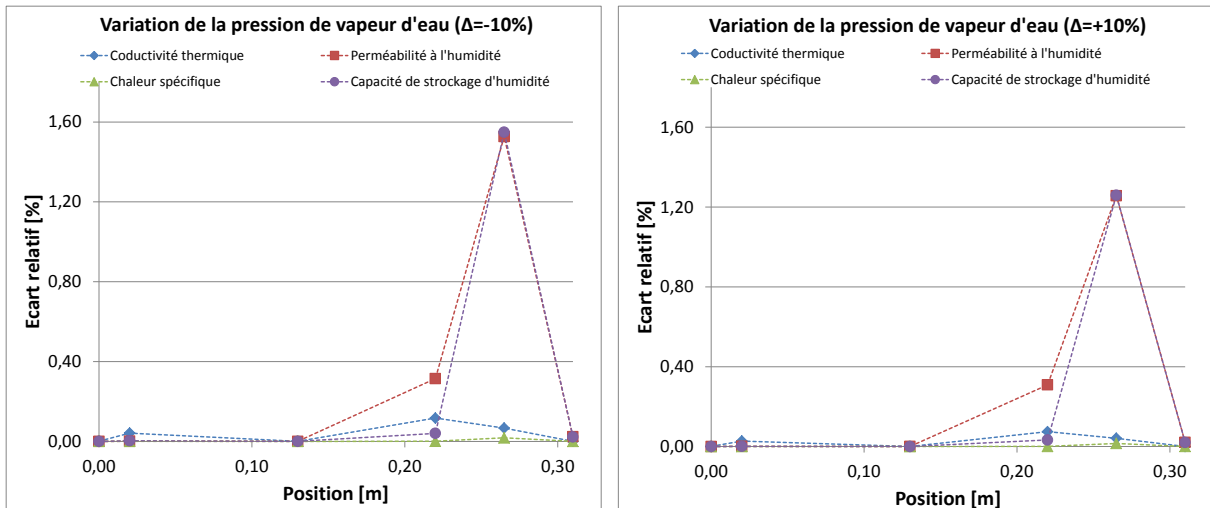 Variation de la pression de vapeur d'eau (Δ=-10%)
Coductivité thermique
Perméabilité à l'humidité
Chaleur spécifique
Capacité de strockage d'humidité
1,60
1,20
0,80
0,40
0,00
Ecart relatif [%]
0,00 0,10 0,20 0,30
Position [m]
Variation de la pression de vapeur d'eau (Δ=+10%)
Coductivité thermique
Perméabilité à l'humidité
Chaleur spécifique
Capacité de strockage d'humidité
1,60
1,20
0,80
0,40
0,00
Ecart relatif [%]
0,00 0,10 0,20 0,30
Position [m]